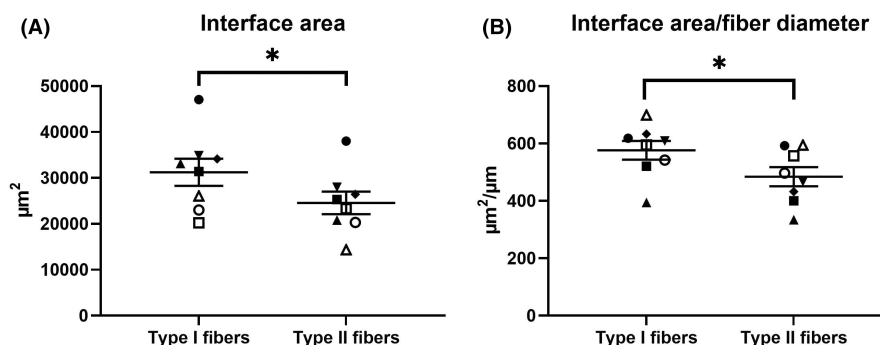 (A) Interface area
*
50000
40000
30000
20000
10000
0
µm²
Type I fibers Type II fibers
(B) Interface area/fiber diameter
*
800
600
400
200
0
µm²/µm
Type I fibers Type II fibers